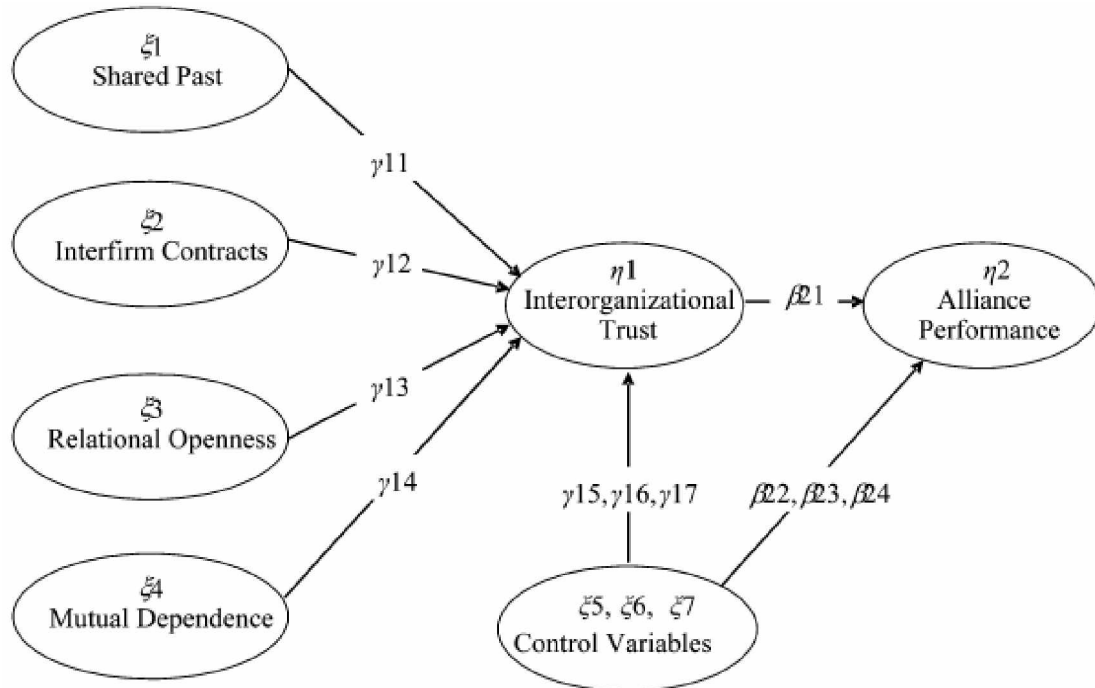 ξ1
Shared Past
γ11
ξ2
Interfirm Contracts
γ12
η1
Interorganizational
Trust
β21
η2
Alliance
Performance
ξ3
Relational Openness
γ13
γ14
γ15, γ16, γ17
β22, β23, β24
ξ4
Mutual Dependence
ξ5, ξ6, ξ7
Control Variables